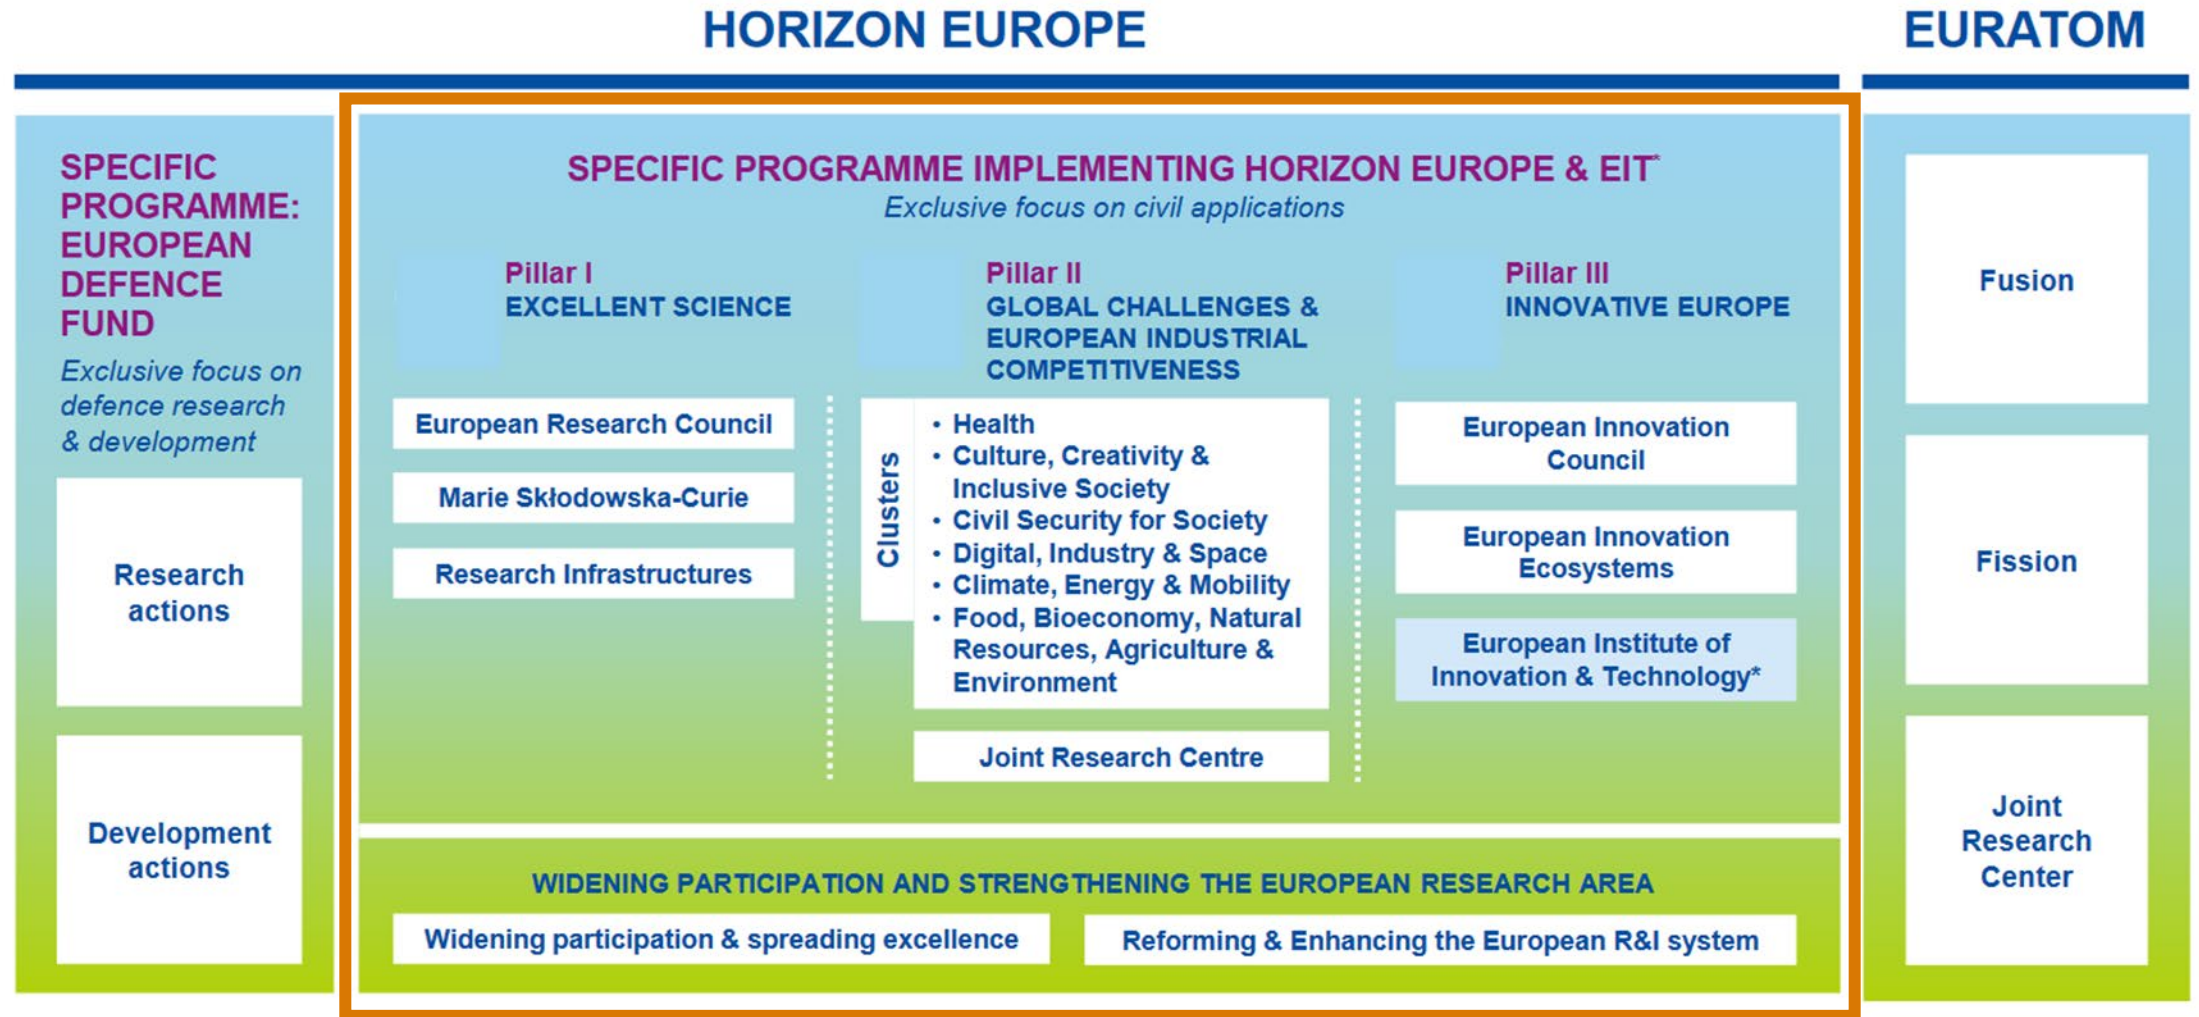 HORIZON EUROPE
EURATOM
SPECIFIC
PROGRAMME:
EUROPEAN
DEFENCE
FUND
Exclusive focus on
defence research
& development
Research
actions
Development
actions
SPECIFIC PROGRAMME IMPLEMENTING HORIZON EUROPE & EIT*
Exclusive focus on civil applications
Pillar I
EXCELLENT SCIENCE
European Research Council
Marie Skłodowska-Curie
Research Infrastructures
Pillar II
GLOBAL CHALLENGES &
EUROPEAN INDUSTRIAL
COMPETITIVENESS
Clusters
• Health
• Culture, Creativity &
Inclusive Society
• Civil Security for Society
• Digital, Industry & Space
• Climate, Energy & Mobility
• Food, Bioeconomy, Natural
Resources, Agriculture &
Environment
Joint Research Centre
Pillar III
INNOVATIVE EUROPE
European Innovation
Council
European Innovation
Ecosystems
European Institute of
Innovation & Technology*
WIDENING PARTICIPATION AND STRENGTHENING THE EUROPEAN RESEARCH AREA
Widening participation & spreading excellence
Reforming & Enhancing the European R&I system
Fusion
Fission
Joint
Research
Center